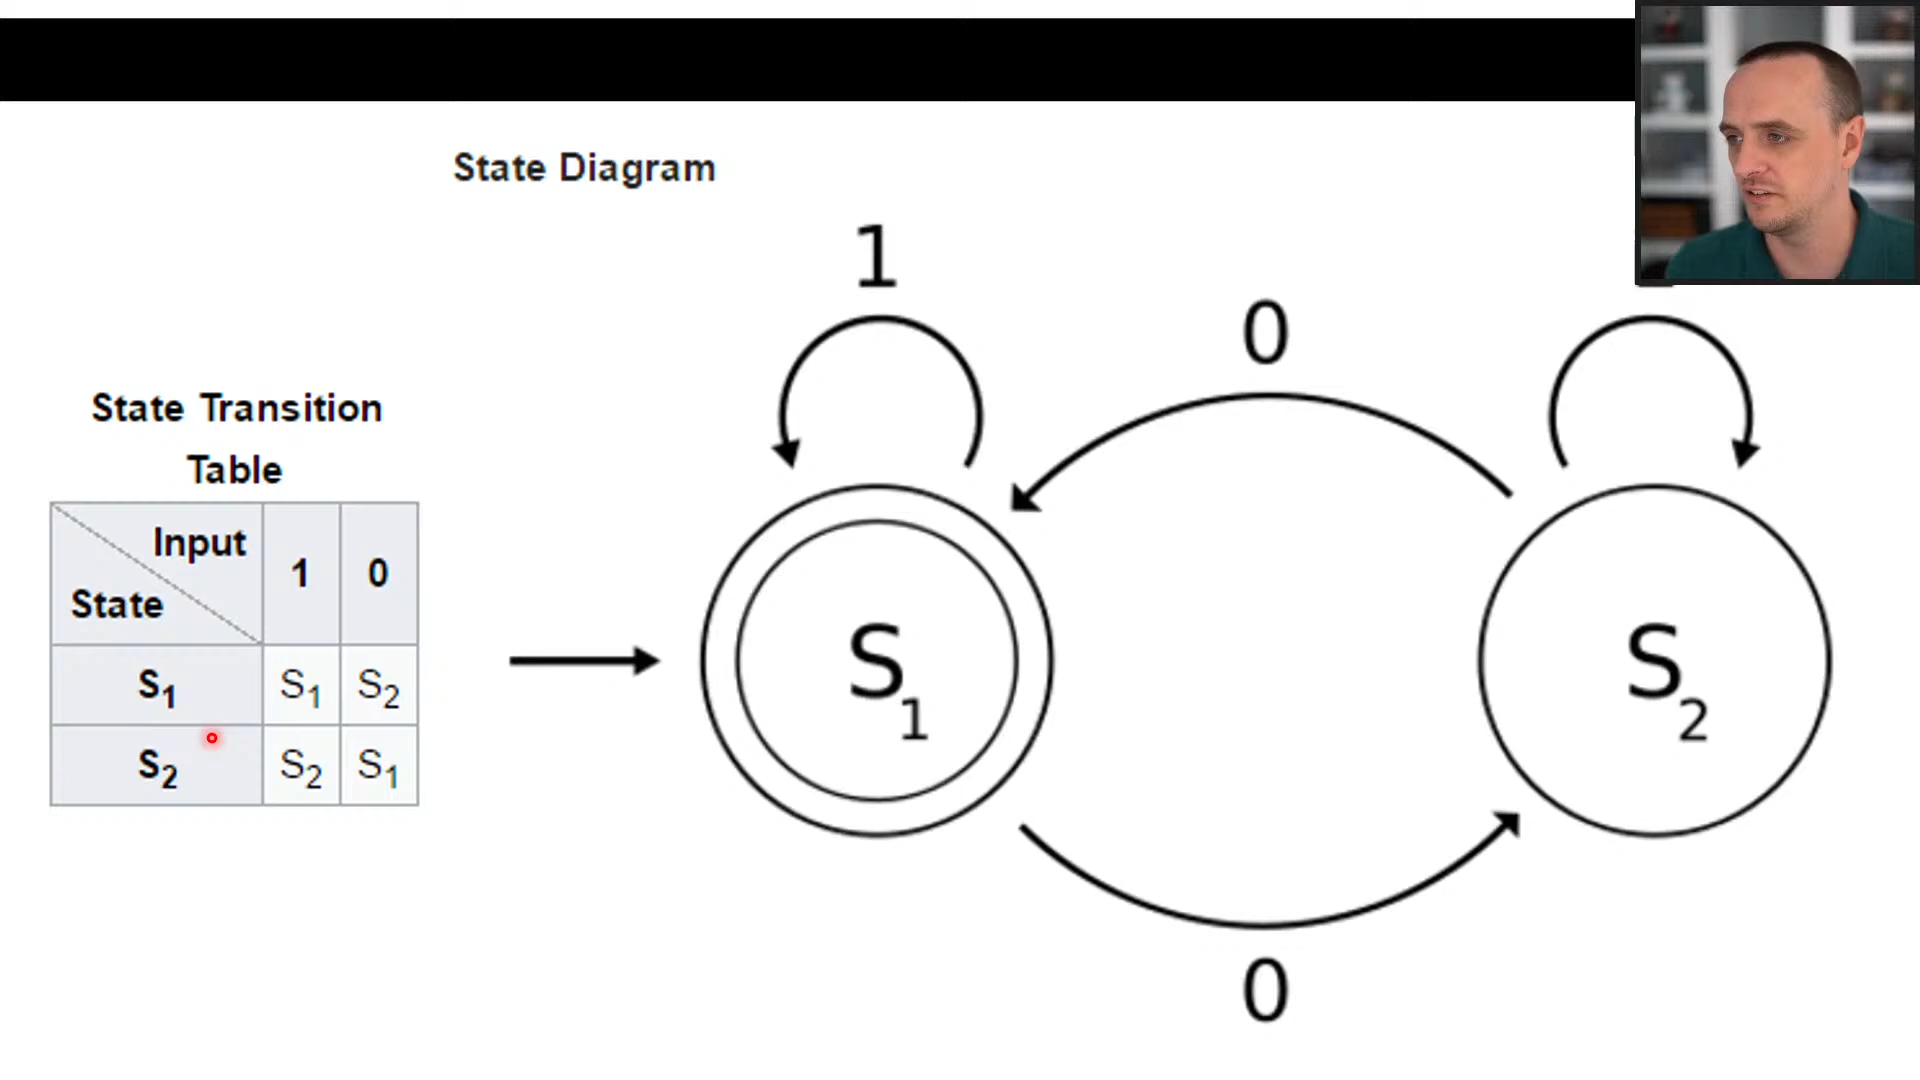 State Diagram
1
0
State Transition
Table
Input 1 0
State
S1 S1 S2
S2 S2 S1
S1
S2
0